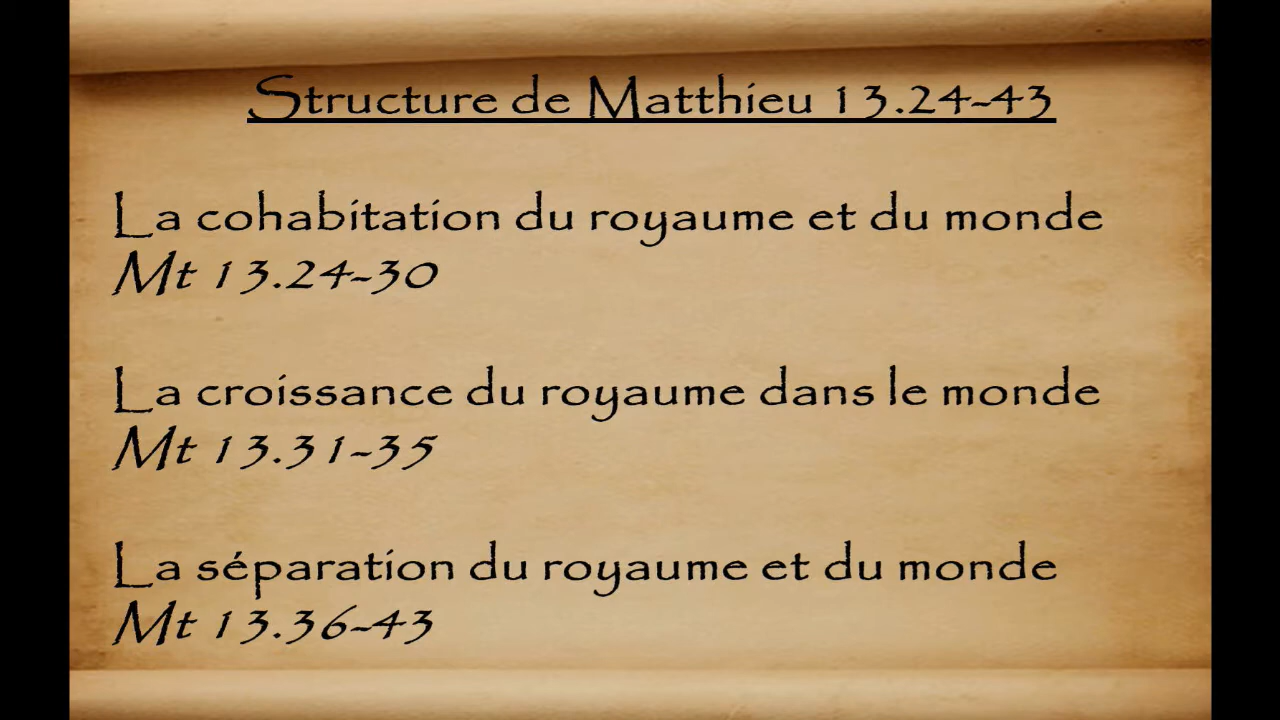 Structure de Matthieu 13.24-43
La cohabitation du royaume et du monde
Mt 13.24-30
La croissance du royaume dans le monde
Mt 13.31-35
La séparation du royaume et du monde
Mt 13.36-43